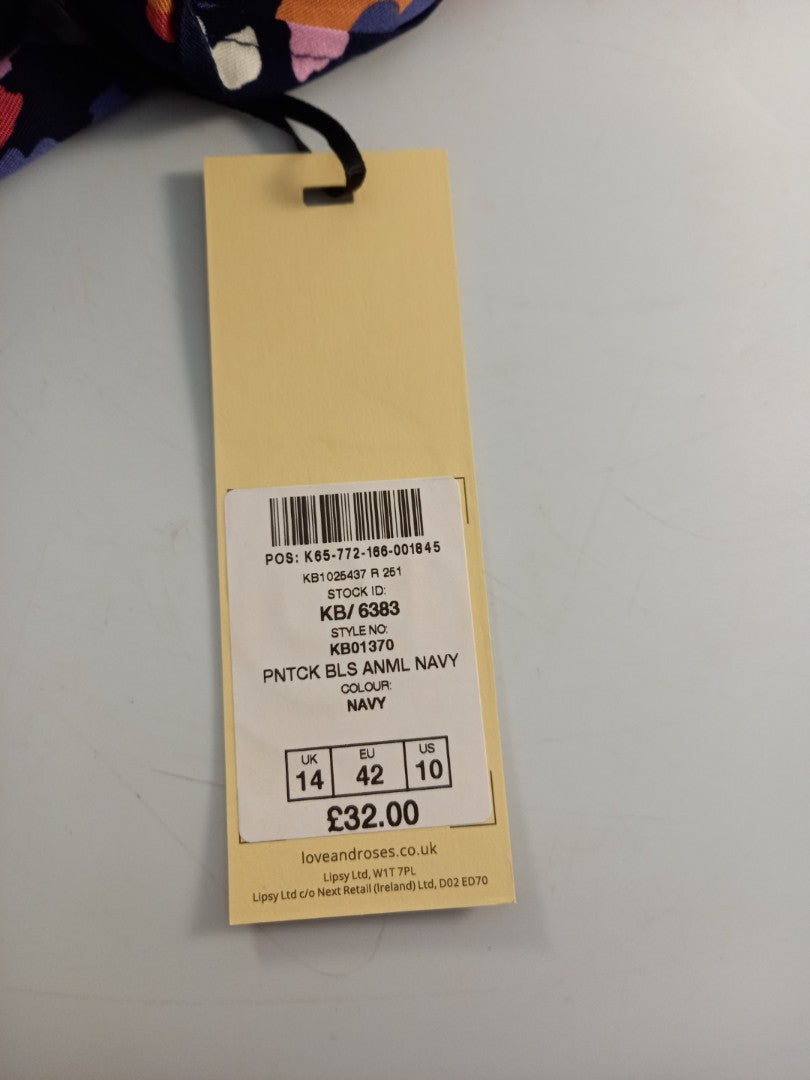 POS: K65-772-166-001845
KB1025437 R 251
STOCK ID:
KB/ 6383
STYLE NO:
KB01370
PNTCK BLS ANML NAVY
COLOUR:
NAVY
UK EU US
14 42 10
£32.00
loveandroses.co.uk
Lipsy Ltd, W1T 7PL
Lipsy Ltd c/o Next Retail (Ireland) Ltd, D02 ED70